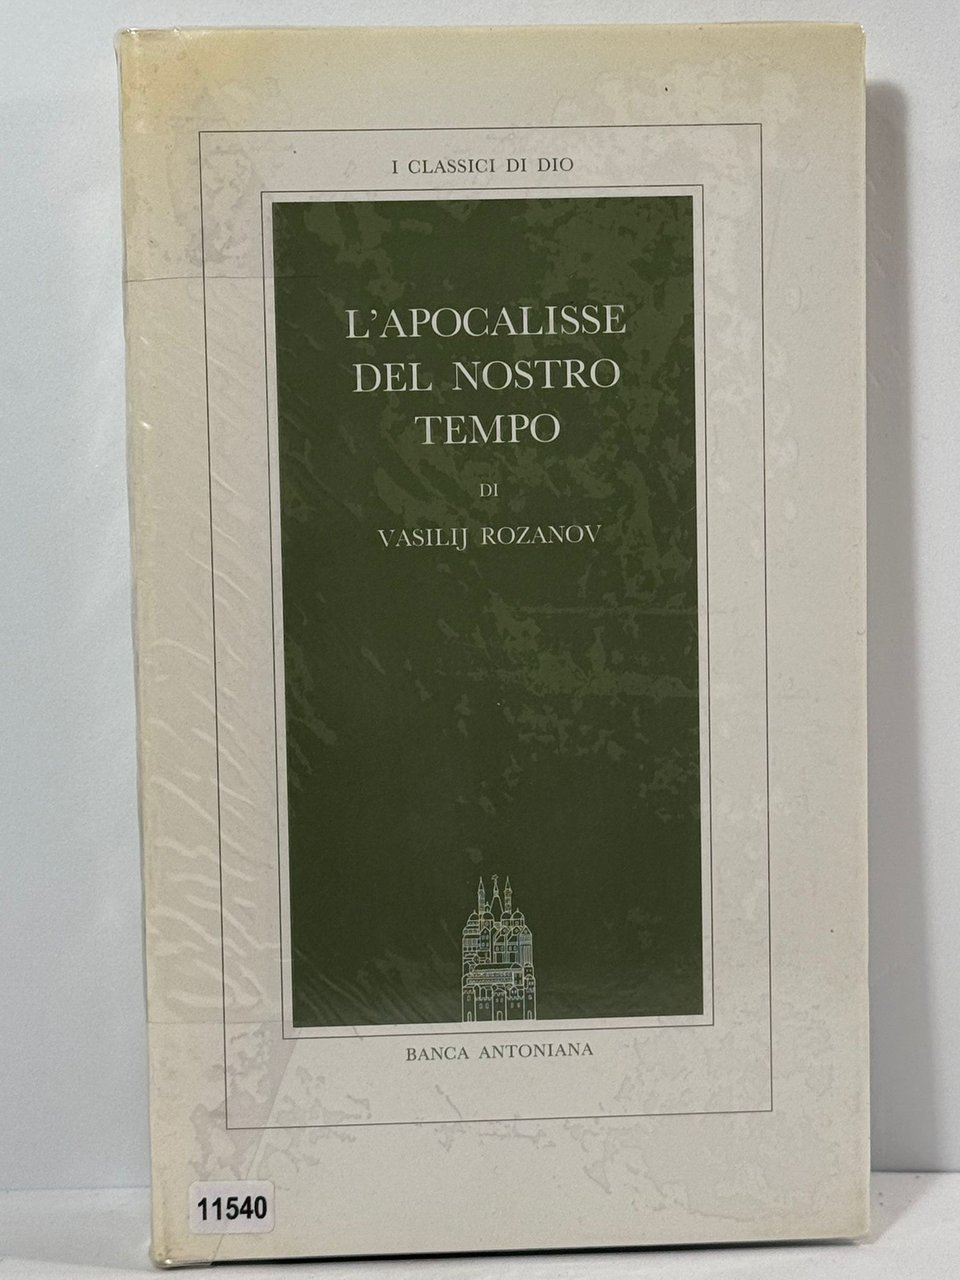 I CLASSICI DI DIO
L'APOCALISSE
DEL NOSTRO
TEMPO
DI
VASILIJ ROZANOV
BANCA ANTONIANA
11540